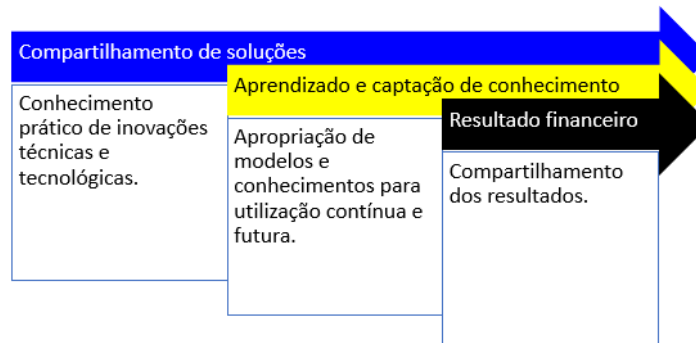 Compartilhamento de soluções
Conhecimento
prático de inovações
técnicas e
tecnológicas.
Aprendizado e captação de conhecimento
Apropriação de
modelos e
conhecimentos para
utilização contínua e
futura.
Resultado financeiro
Compartilhamento
dos resultados.